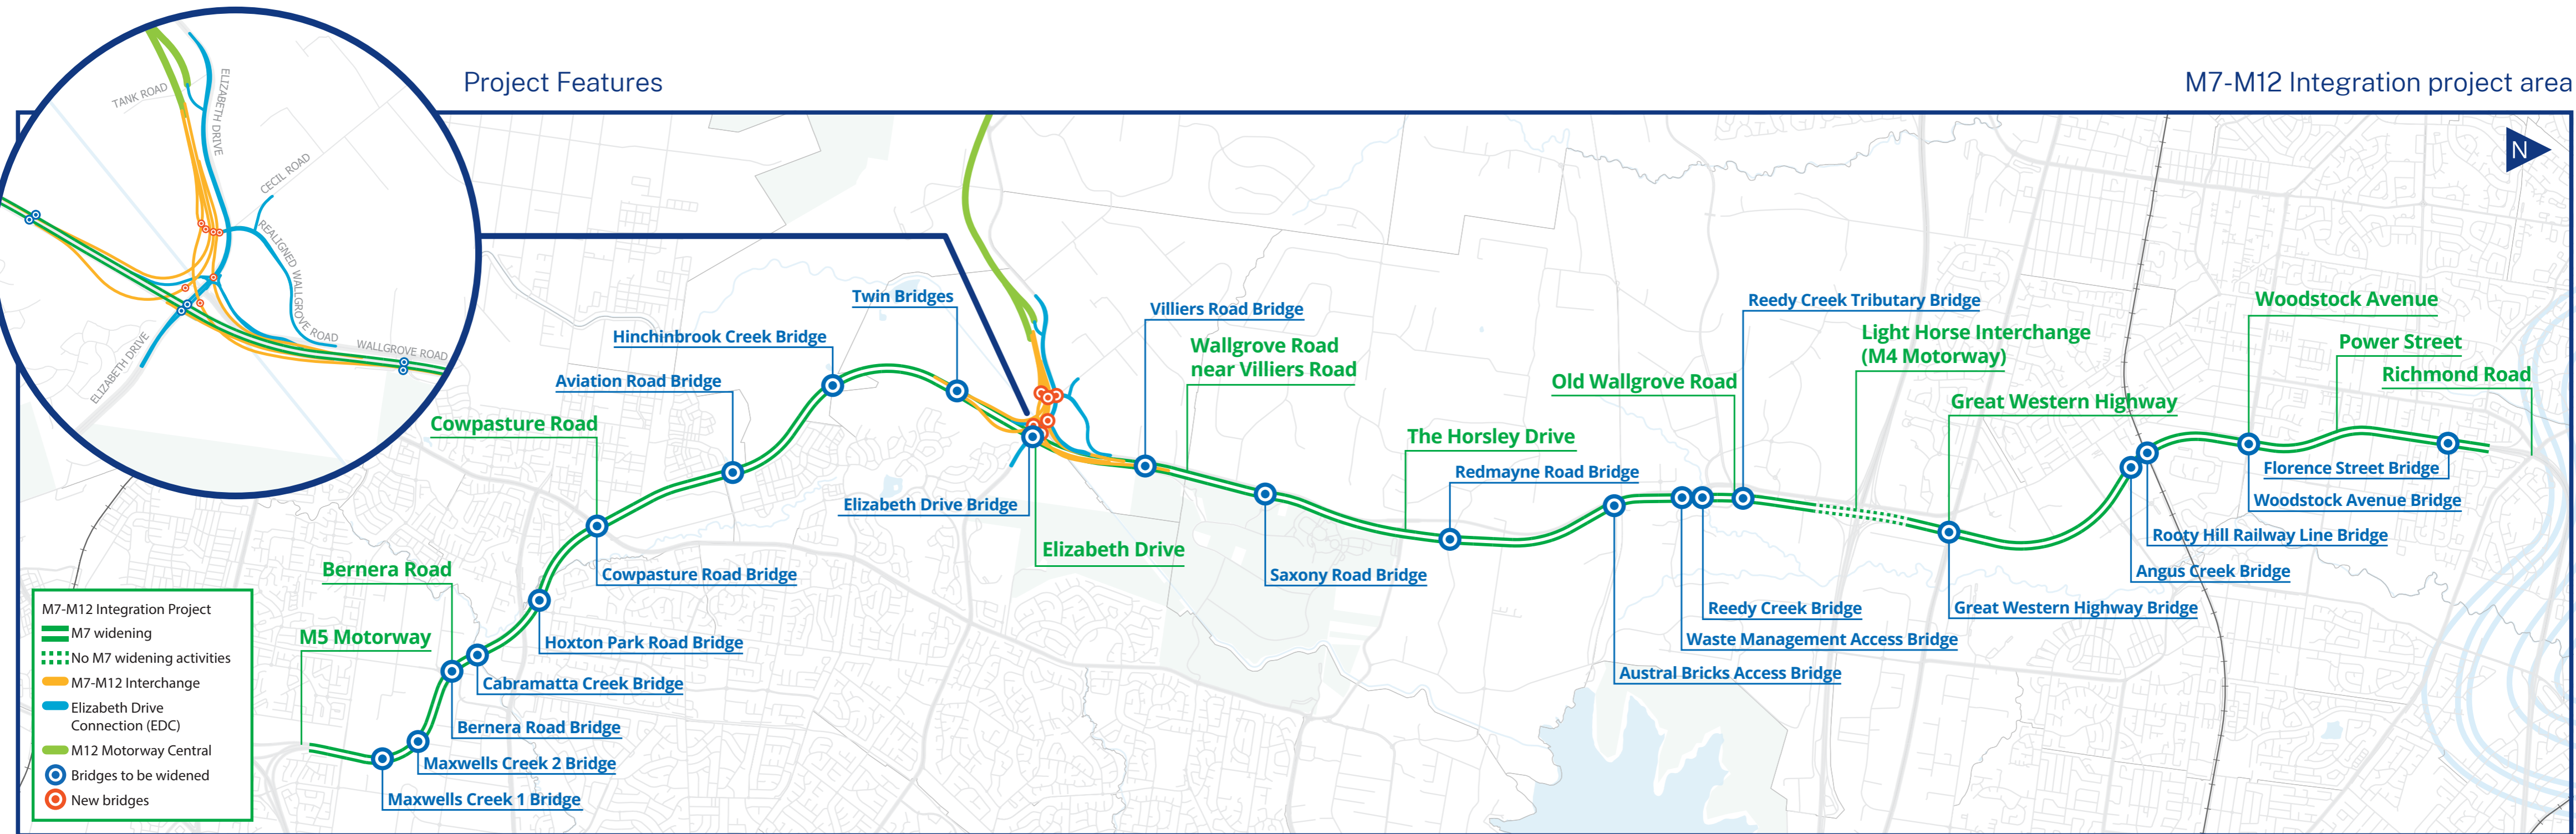 Project Features
M7-M12 Integration project area
N
TANK ROAD
ELIZABETH DRIVE
CECIL ROAD
REALIGNED WALLGROVE ROAD
WALLGROVE ROAD
ELIZABETH DRIVE
Twin Bridges
Hinchinbrook Creek Bridge
Aviation Road Bridge
Cowpasture Road
Villiers Road Bridge
Wallgrove Road
near Villiers Road
Reedy Creek Tributary Bridge
Light Horse Interchange
(M4 Motorway)
Old Wallgrove Road
Great Western Highway
Woodstock Avenue
Power Street
Richmond Road
The Horsley Drive
Redmayne Road Bridge
Elizabeth Drive Bridge
Elizabeth Drive
Saxony Road Bridge
Florence Street Bridge
Woodstock Avenue Bridge
Rooty Hill Railway Line Bridge
Angus Creek Bridge
Great Western Highway Bridge
Reedy Creek Bridge
Waste Management Access Bridge
Austral Bricks Access Bridge
Cowpasture Road Bridge
Bernera Road
Hoxton Park Road Bridge
M5 Motorway
Cabramatta Creek Bridge
Bernera Road Bridge
Maxwells Creek 2 Bridge
Maxwells Creek 1 Bridge
M7-M12 Integration Project
M7 widening
No M7 widening activities
M7-M12 Interchange
Elizabeth Drive
Connection (EDC)
M12 Motorway Central
Bridges to be widened
New bridges